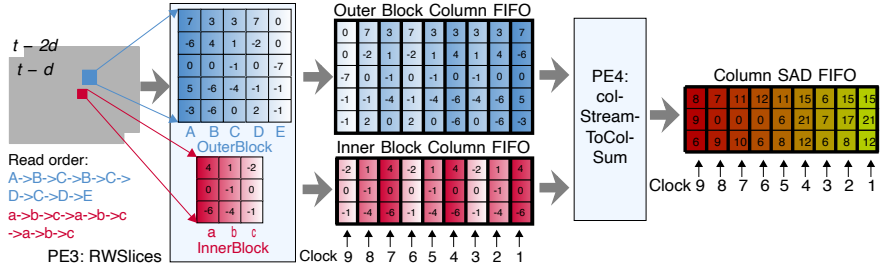 t – 2d
t – d
Read order:
A->B->C->B->C->
D->C->D->E
a->b->c->a->b->c
->a->b->c
PE3: RWSlices
7 3 3 7 0
-6 4 1 -2 0
0 0 -1 0 -7
5 -6 -4 1 -1
-3 -6 0 2 -1
A B C D E
OuterBlock
4 1 -2
-1 0 -1
-6 -4 -1
a b c
InnerBlock
Outer Block Column FIFO
0 7 3 7 3 3 3 3 7
0 -2 1 -2 1 4 1 4 -6
-7 0 -1 0 -1 0 -1 0 0
-1 1 -4 1 -4 -6 -4 -6 5
-1 2 0 2 0 -6 0 -6 -3
Inner Block Column FIFO
-2 1 4 -2 1 4 -2 1 4
-1 0 -1 -1 0 -1 -1 0 -1
-1 -4 -6 -1 -4 -6 -1 -4 -6
Clock 9 8 7 6 5 4 3 2 1
PE4:
col-
Stream-
ToCol-
Sum
Column SAD FIFO
8 7 11 12 11 15 6 15 15
9 0 0 0 6 21 7 17 21
6 9 10 6 8 12 6 8 12
Clock 9 8 7 6 5 4 3 2 1